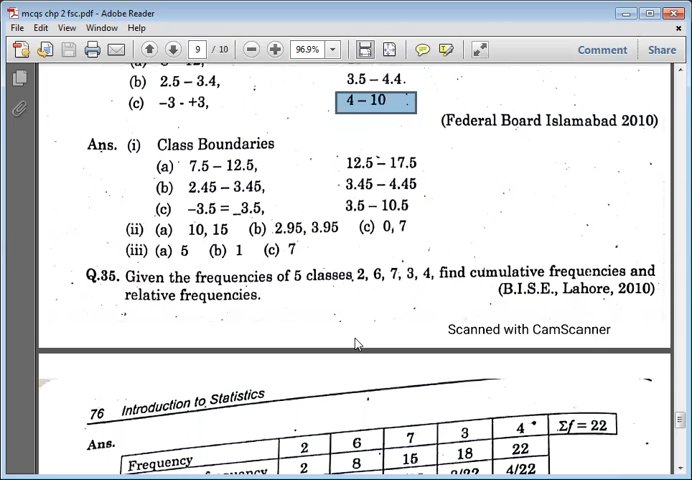 mcqs chp 2 fsc.pdf - Adobe Reader
File Edit View Window Help
9 / 10 96.9% Comment Share
(b) 2.5 – 3.4, 3.5 – 4.4.
(c) –3 - +3, 4 – 10
(Federal Board Islamabad 2010)
Ans. (i) Class Boundaries
(a) 7.5 – 12.5, 12.5 – 17.5
(b) 2.45 – 3.45, 3.45 – 4.45
(c) –3.5 = _3.5, 3.5 – 10.5
(ii) (a) 10, 15 (b) 2.95, 3.95 (c) 0, 7
(iii) (a) 5 (b) 1 (c) 7
Q.35. Given the frequencies of 5 classes 2, 6, 7, 3, 4, find cumulative frequencies and
relative frequencies. (B.I.S.E., Lahore, 2010)
Scanned with CamScanner
76 Introduction to Statistics
Ans.
Frequency 2 6 7 3 4 Σf = 22
2 8 15 18 22
4/22